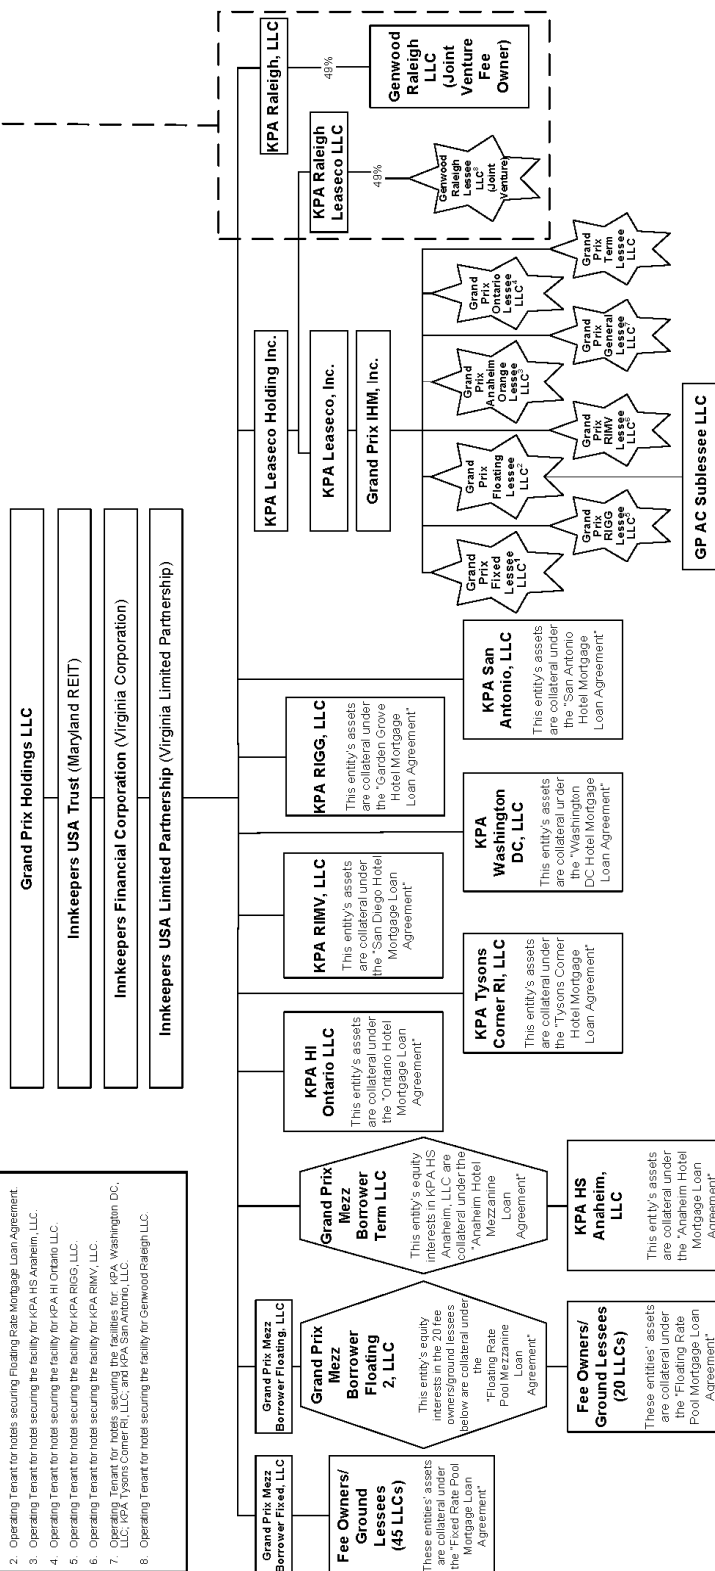 2. Operating Tenant for hotels securing Floating Rate Mortgage Loan Agreement.
3. Operating Tenant for hotel securing the facility for KPA HS Anaheim, LLC.
4. Operating Tenant for hotel securing the facility for KPA HI Ontario LLC.
5. Operating Tenant for hotel securing the facility for KPA RIGG, LLC.
6. Operating Tenant for hotel securing the facility for KPA RIMV, LLC.
7. Operating Tenant for hotels securing the facilities for: KPA Washington DC,
LLC; KPA Tysons Corner RI, LLC; and KPA San Antonio, LLC.
8. Operating Tenant for hotel securing the facility for Genwood Raleigh LLC.
Grand Prix Holdings LLC
Innkeepers USA Trust (Maryland REIT)
Innkeepers Financial Corporation (Virginia Corporation)
Innkeepers USA Limited Partnership (Virginia Limited Partnership)
Grand Prix Mezz
Borrower Fixed, LLC
Fee Owners/
Ground
Lessees
(45 LLCs)
These entities' assets
are collateral under
the "Fixed Rate Pool
Mortgage Loan
Agreement"
Grand Prix Mezz
Borrower Floating, LLC
Grand Prix
Mezz
Borrower
Floating
2, LLC
This entity's equity
interests in the 20 fee
owners/ground lessees
below are collateral under
the
"Floating Rate
Pool Mezzanine
Loan
Agreement"
Fee Owners/
Ground Lessees
(20 LLCs)
These entities' assets
are collateral under
the "Floating Rate
Pool Mortgage Loan
Agreement"
Grand Prix
Mezz
Borrower
Term LLC
This entity's equity
interests in KPA HS
Anaheim, LLC are
collateral under the
"Anaheim Hotel
Mezzanine
Loan
Agreement"
KPA HS
Anaheim,
LLC
This entity's assets
are collateral under
the "Anaheim Hotel
Mortgage Loan
Agreement"
KPA HI
Ontario LLC
This entity's assets
are collateral under
the "Ontario Hotel
Mortgage Loan
Agreement"
KPA Tysons
Corner RI, LLC
This entity's assets
are collateral under
the "Tysons Corner
Hotel Mortgage
Loan Agreement"
KPA RIMV, LLC
This entity's assets
are collateral under
the "San Diego Hotel
Mortgage Loan
Agreement"
KPA
Washington
DC, LLC
This entity's assets
are collateral under
the "Washington
DC Hotel Mortgage
Loan Agreement"
KPA RIGG, LLC
This entity's assets
are collateral under
the "Garden Grove
Hotel Mortgage
Loan Agreement"
KPA San
Antonio, LLC
This entity's assets
are collateral under
the "San Antonio
Hotel Mortgage
Loan Agreement"
KPA Leaseco Holding Inc.
KPA Leaseco, Inc.
Grand Prix IHM, Inc.
Grand
Prix
Fixed
Lessee
LLC¹
Grand
Prix
RIGG
Lessee
LLC⁵
Grand
Prix
Floating
Lessee
LLC²
Grand
Prix
RIMV
Lessee
LLC⁶
Grand
Prix
Anaheim
Orange
Lessee
LLC³
Grand
Prix
General
Lessee
LLC⁷
Grand
Prix
Ontario
Lessee
LLC⁴
Grand
Prix
Term
Lessee
LLC
GP AC Sublessee LLC
KPA Raleigh
Leaseco LLC
49%
Genwood
Raleigh
Lessee
LLC⁸
(Joint
Venture)
KPA Raleigh, LLC
49%
Genwood
Raleigh
LLC
(Joint
Venture
Fee
Owner)